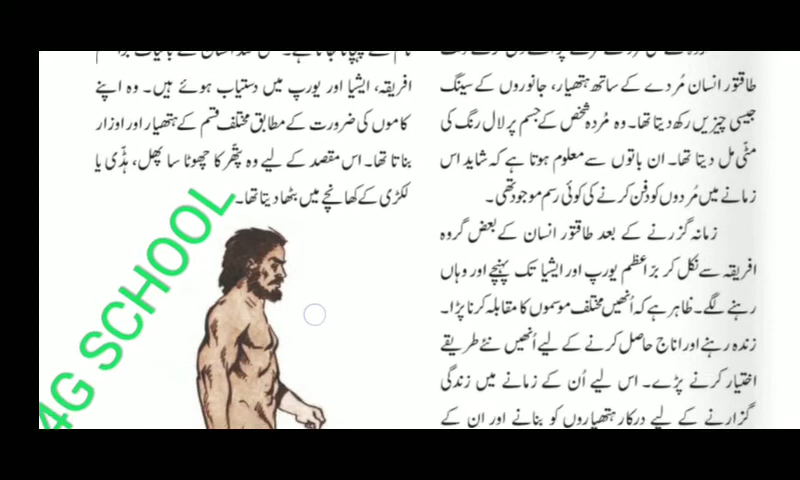 طاقتور انسان مُردے کے ساتھ ہتھیار، جانوروں کے سینگ
جیسی چیزیں رکھ دیتا تھا۔ وہ مُردہ شخص کے جسم پر لال رنگ کی
مٹّی مل دیتا تھا۔ ان باتوں سے معلوم ہوتا ہے کہ شاید اس
زمانے میں مُردوں کو دفن کرنے کی کوئی رسم موجود تھی۔
زمانہ گزرنے کے بعد طاقتور انسان کے بعض گروہ
افریقہ سے نکل کر برّاعظم یورپ اور ایشیا تک پہنچے اور وہاں
رہنے لگے۔ ظاہر ہے کہ اُنھیں مختلف موسموں کا مقابلہ کرنا پڑا۔
زندہ رہنے اور اناج حاصل کرنے کے لیے اُنھیں نئے طریقے
اختیار کرنے پڑے۔ اس لیے اُن کے زمانے میں زندگی
گزارنے کے لیے درکار ہتھیاروں کو بنانے اور ان کے
افریقہ، ایشیا اور یورپ میں دستیاب ہوئے ہیں۔ وہ اپنے
کاموں کی ضرورت کے مطابق مختلف قسم کے ہتھیار اور اوزار
بناتا تھا۔ اس مقصد کے لیے وہ پتّھر کا چھوٹا سا پھل، ہڈّی یا
لکڑی کے کھانچے میں بٹھا دیتا تھا۔
4G SCHOOL